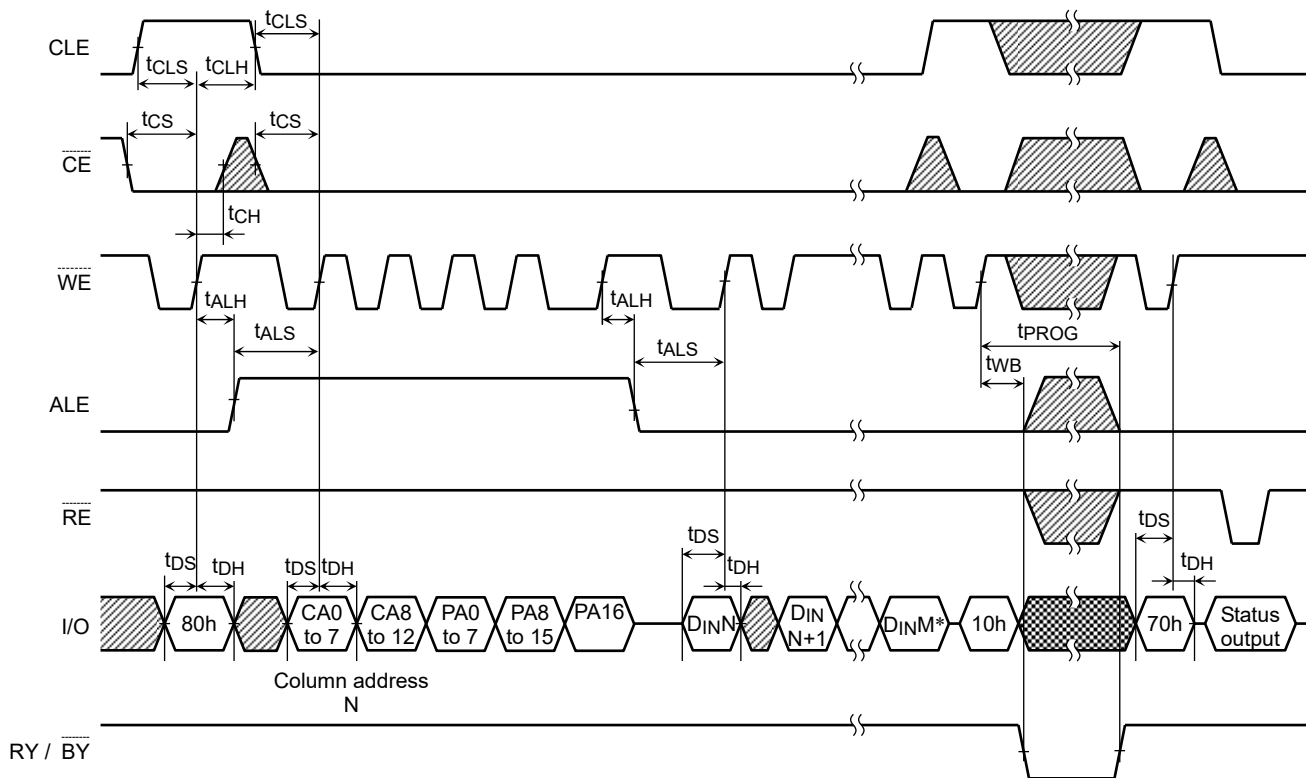 tCLS
CLE
tCLS tCLH
tCS tCS
CE
tCH
WE
tALH tALH
tALS tPROG
tALS
tWB
ALE
RE
tDS tDS
tDS tDH tDS tDH tDH tDH
I/O 80h CA0 to 7 CA8 to 12 PA0 to 7 PA8 to 15 PA16 DINN DIN N+1 DINM* 10h 70h Status output
Column address
N
RY / BY